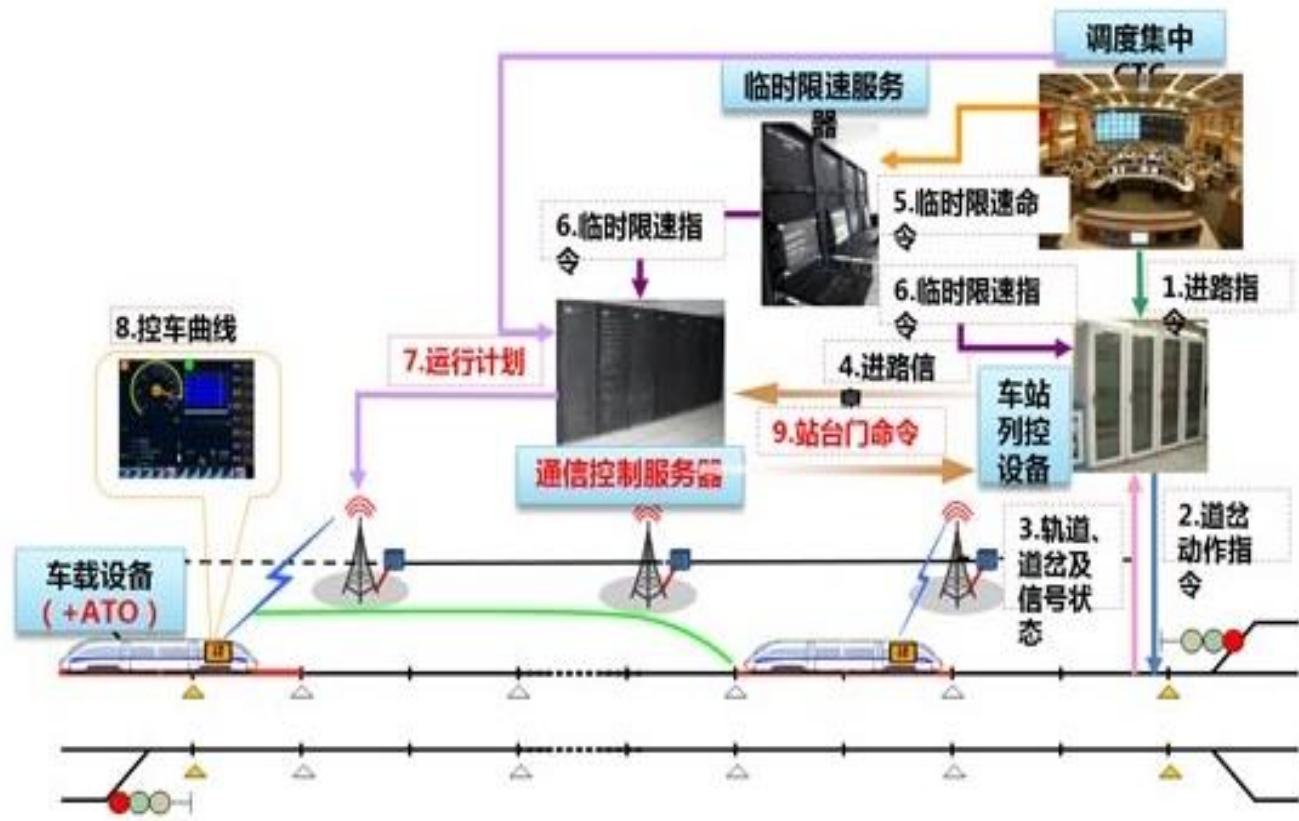 调度集中
CTC
临时限速服务
器
5.临时限速命
令
6.临时限速指
令
6.临时限速指
令
1.进路指
令
8.控车曲线
7.运行计划
4.进路信
息
9.站台门命令
车站
列控
设备
通信控制服务器
3.轨道、
道岔及
信号状
态
2.道岔
动作指
令
车载设备
(+ATO)